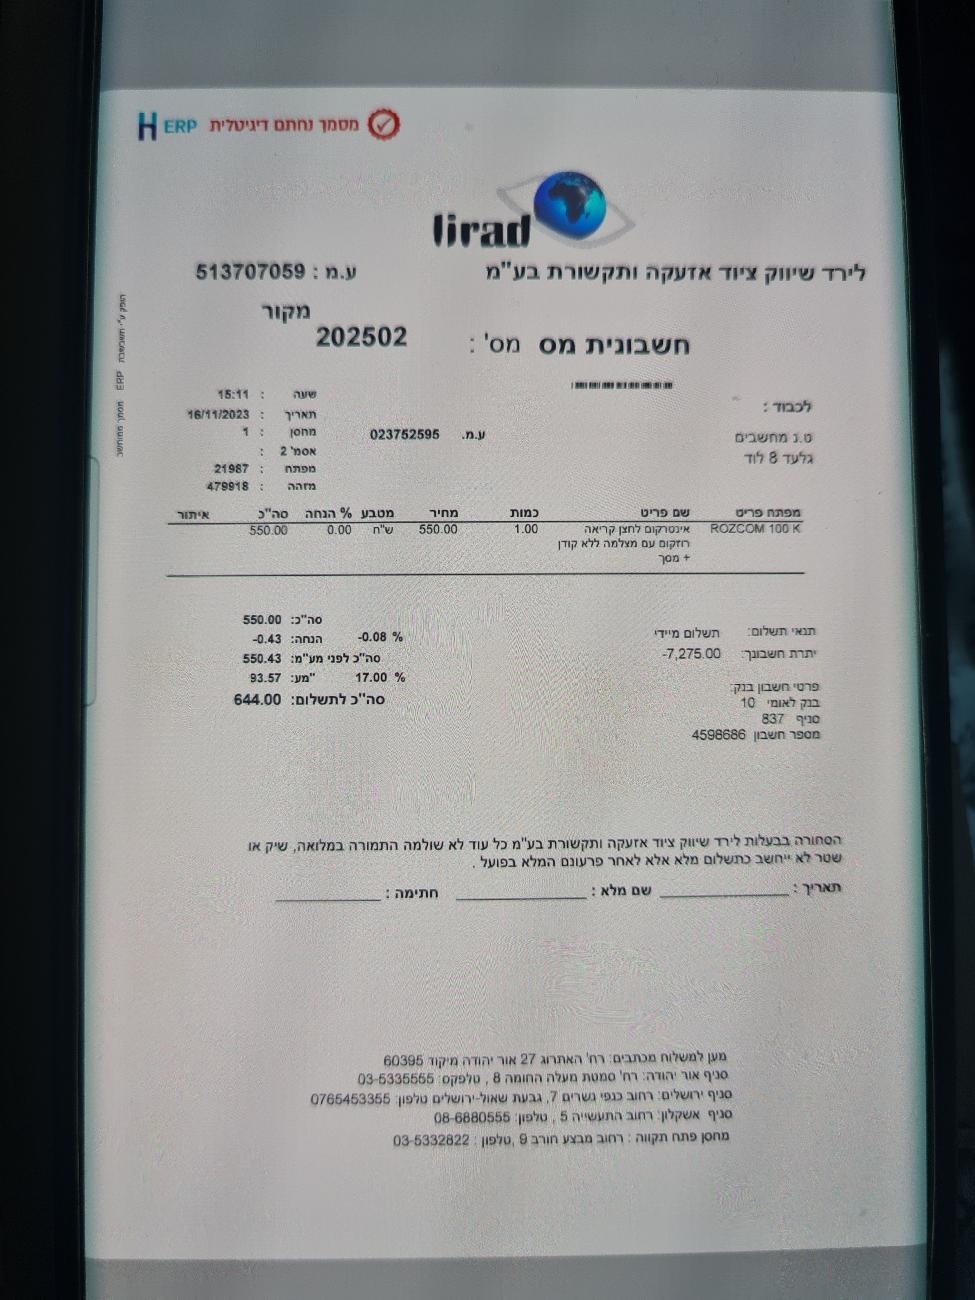 H ERP מסמך נחתם דיגיטלית
lirad
לירד שיווק ציוד אזעקה ותקשורת בע"מ ע.מ : 513707059
מקור
חשבונית מס מס' : 202502
שעה : 15:11
תאריך : 16/11/2023
מחסן : 1
אסמ' 2 :
מפתח : 21987
מזהה : 479918
לכבוד :
ט.נ מחשבים ע.מ. 023752595
גלעד 8 לוד
מפתח פריט שם פריט כמות מחיר מטבע % הנחה סה"כ איתור
ROZCOM 100 K אינטרקום לחצן קריאה 1.00 550.00 ש"ח 0.00 550.00
רוזקום עם מצלמה ללא קודן
+ מסך
סה"כ: 550.00
הנחה: % -0.08 -0.43
סה"כ לפני מע"מ: 550.43
מע": % 17.00 93.57
סה"כ לתשלום: 644.00
תנאי תשלום: תשלום מיידי
יתרת חשבונך: -7,275.00
פרטי חשבון בנק:
בנק לאומי 10
סניף 837
מספר חשבון 4598686
הסחורה בבעלות לירד שיווק ציוד אזעקה ותקשורת בע"מ כל עוד לא שולמה התמורה במלואה, שיק או
שטר לא ייחשב כתשלום מלא אלא לאחר פרעונם המלא בפועל .
תאריך : שם מלא : חתימה :
מען למשלוח מכתבים: רח' האתרוג 27 אור יהודה מיקוד 60395
סניף אור יהודה: רח' סמטת מעלה החומה 8 , טלפקס: 03-5335555
סניף ירושלים: רחוב כנפי נשרים 7, גבעת שאול-ירושלים טלפון: 0765453355
סניף אשקלון: רחוב התעשייה 5 , טלפון: 08-6880555
מחסן פתח תקווה : רחוב מבצע חורב 9 ,טלפון : 03-5332822
הופק ע"י חשבשבת ERP מסמך ממוחשב